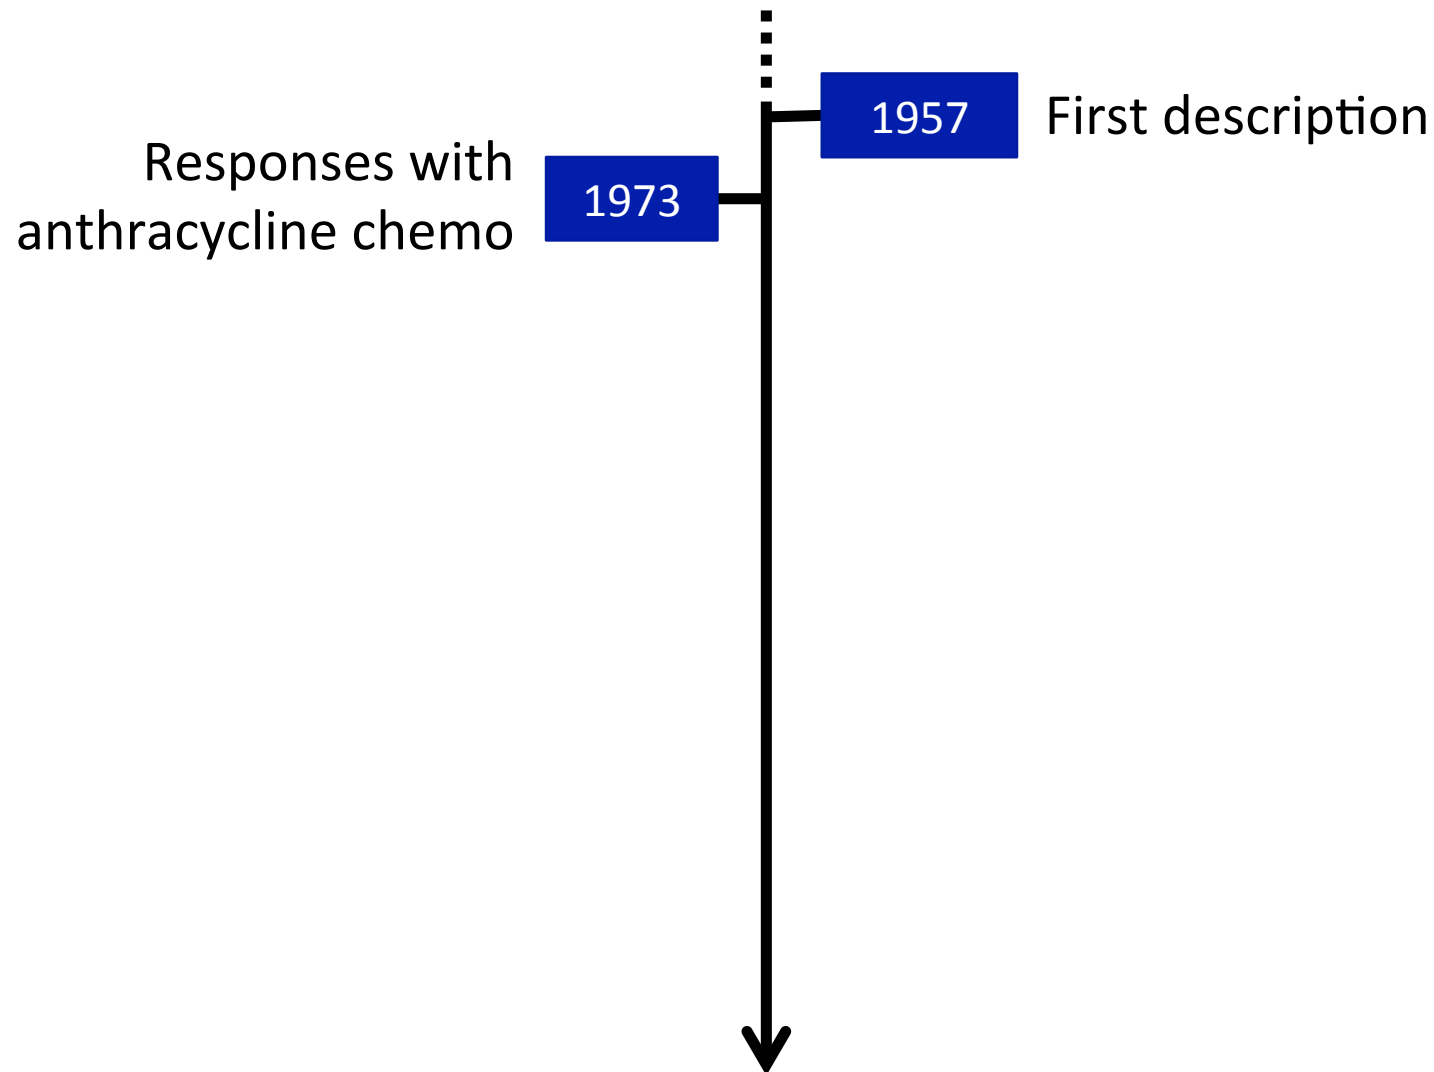 1957 First description
Responses with
anthracycline chemo
1973